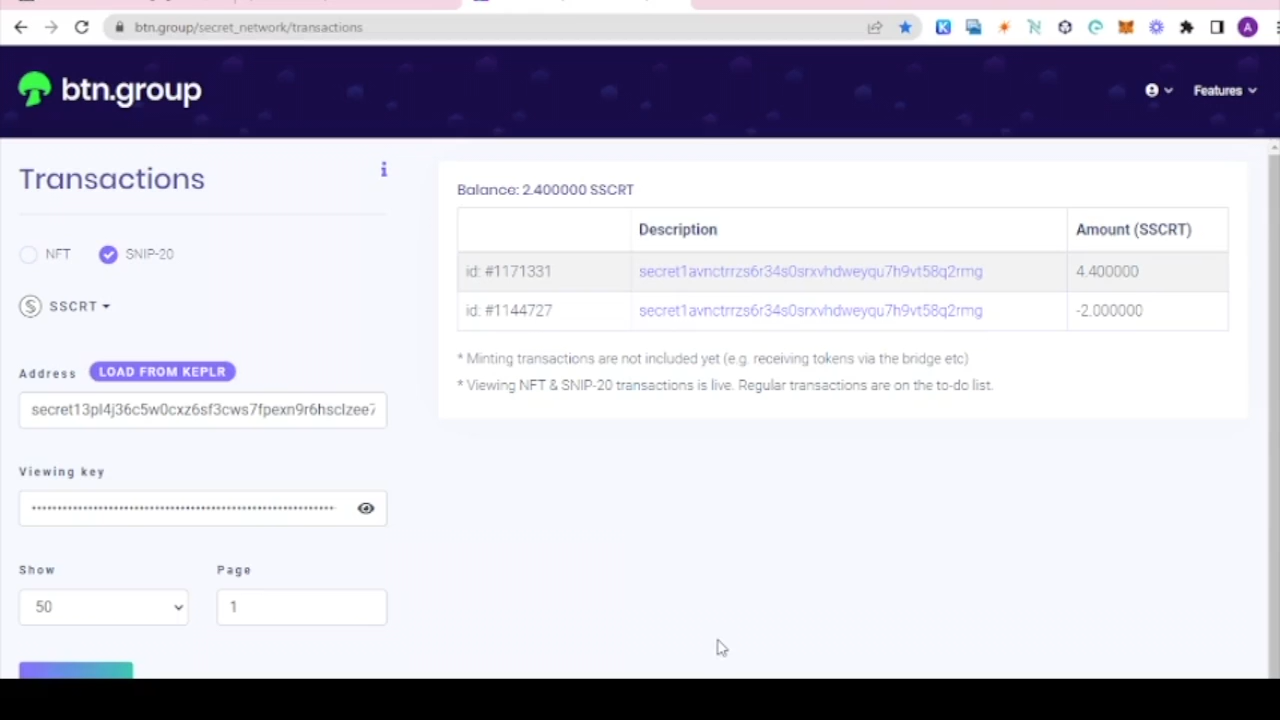 btn.group/secret_network/transactions
A
btn.group
Features
Transactions
i
NFT
SNIP-20
SSCRT
Address
LOAD FROM KEPLR
secret13pl4j36c5w0cxz6sf3cws7fpexn9r6hsclzee7
Viewing key
Show
Page
50
1
Balance: 2.400000 SSCRT
Description
Amount (SSCRT)
id: #1171331
secret1avnctrrzs6r34s0srxvhdweyqu7h9vt58q2rmg
4.400000
id: #1144727
secret1avnctrrzs6r34s0srxvhdweyqu7h9vt58q2rmg
-2.000000
* Minting transactions are not included yet (e.g. receiving tokens via the bridge etc)
* Viewing NFT & SNIP-20 transactions is live. Regular transactions are on the to-do list.